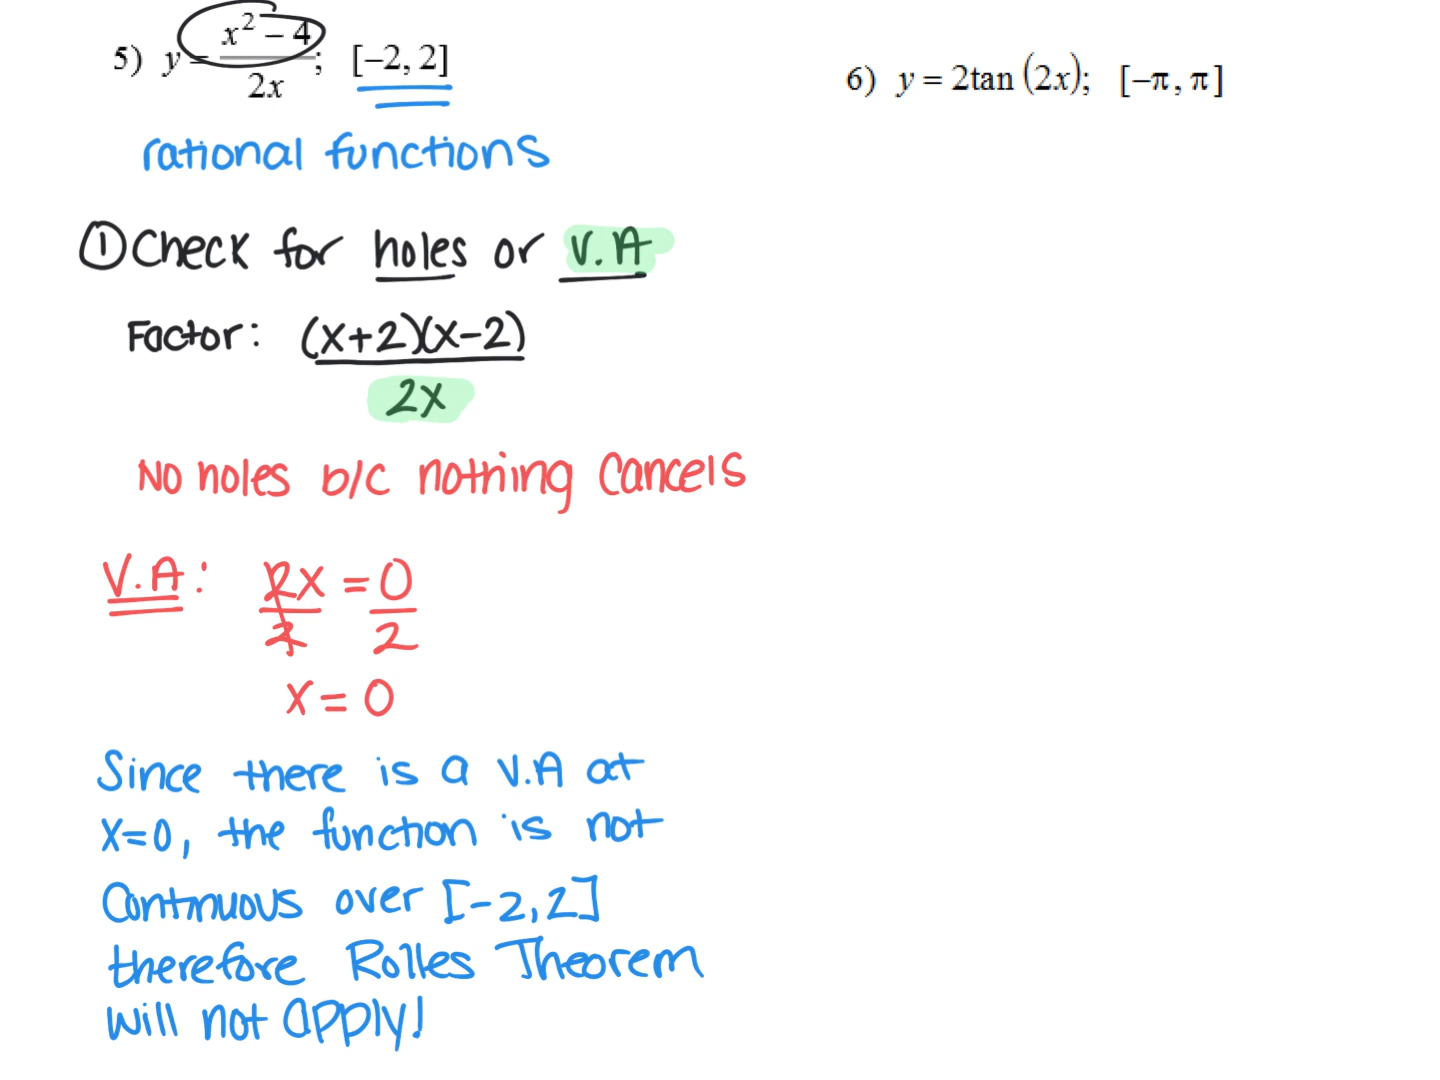 5) y = x² – 4 / 2x ; [–2, 2]
rational functions
① Check for holes or V.A
Factor: (x+2)(x-2) / 2x
No holes b/c nothing cancels
V.A: 2x/2 = 0/2
x = 0
Since there is a V.A at
x=0, the function is not
Continuous over [-2,2]
therefore Rolles Theorem
will not apply!
6) y = 2tan (2x); [–π, π]